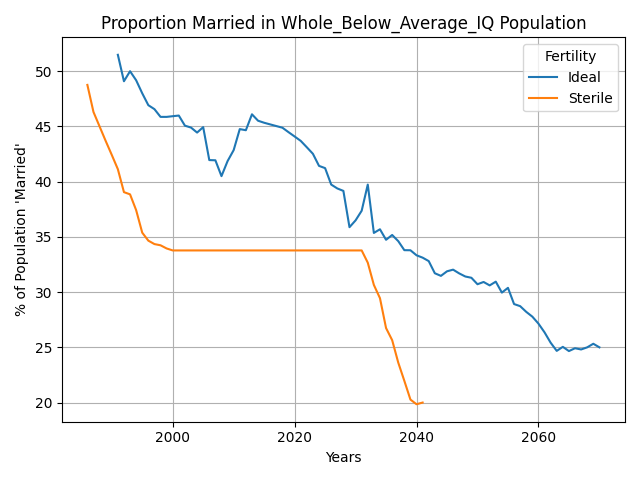 Proportion Married in Whole_Below_Average_IQ Population
% of Population 'Married'
50
45
40
35
30
25
20
Fertility
Ideal
Sterile
2000
2020
2040
2060
Years